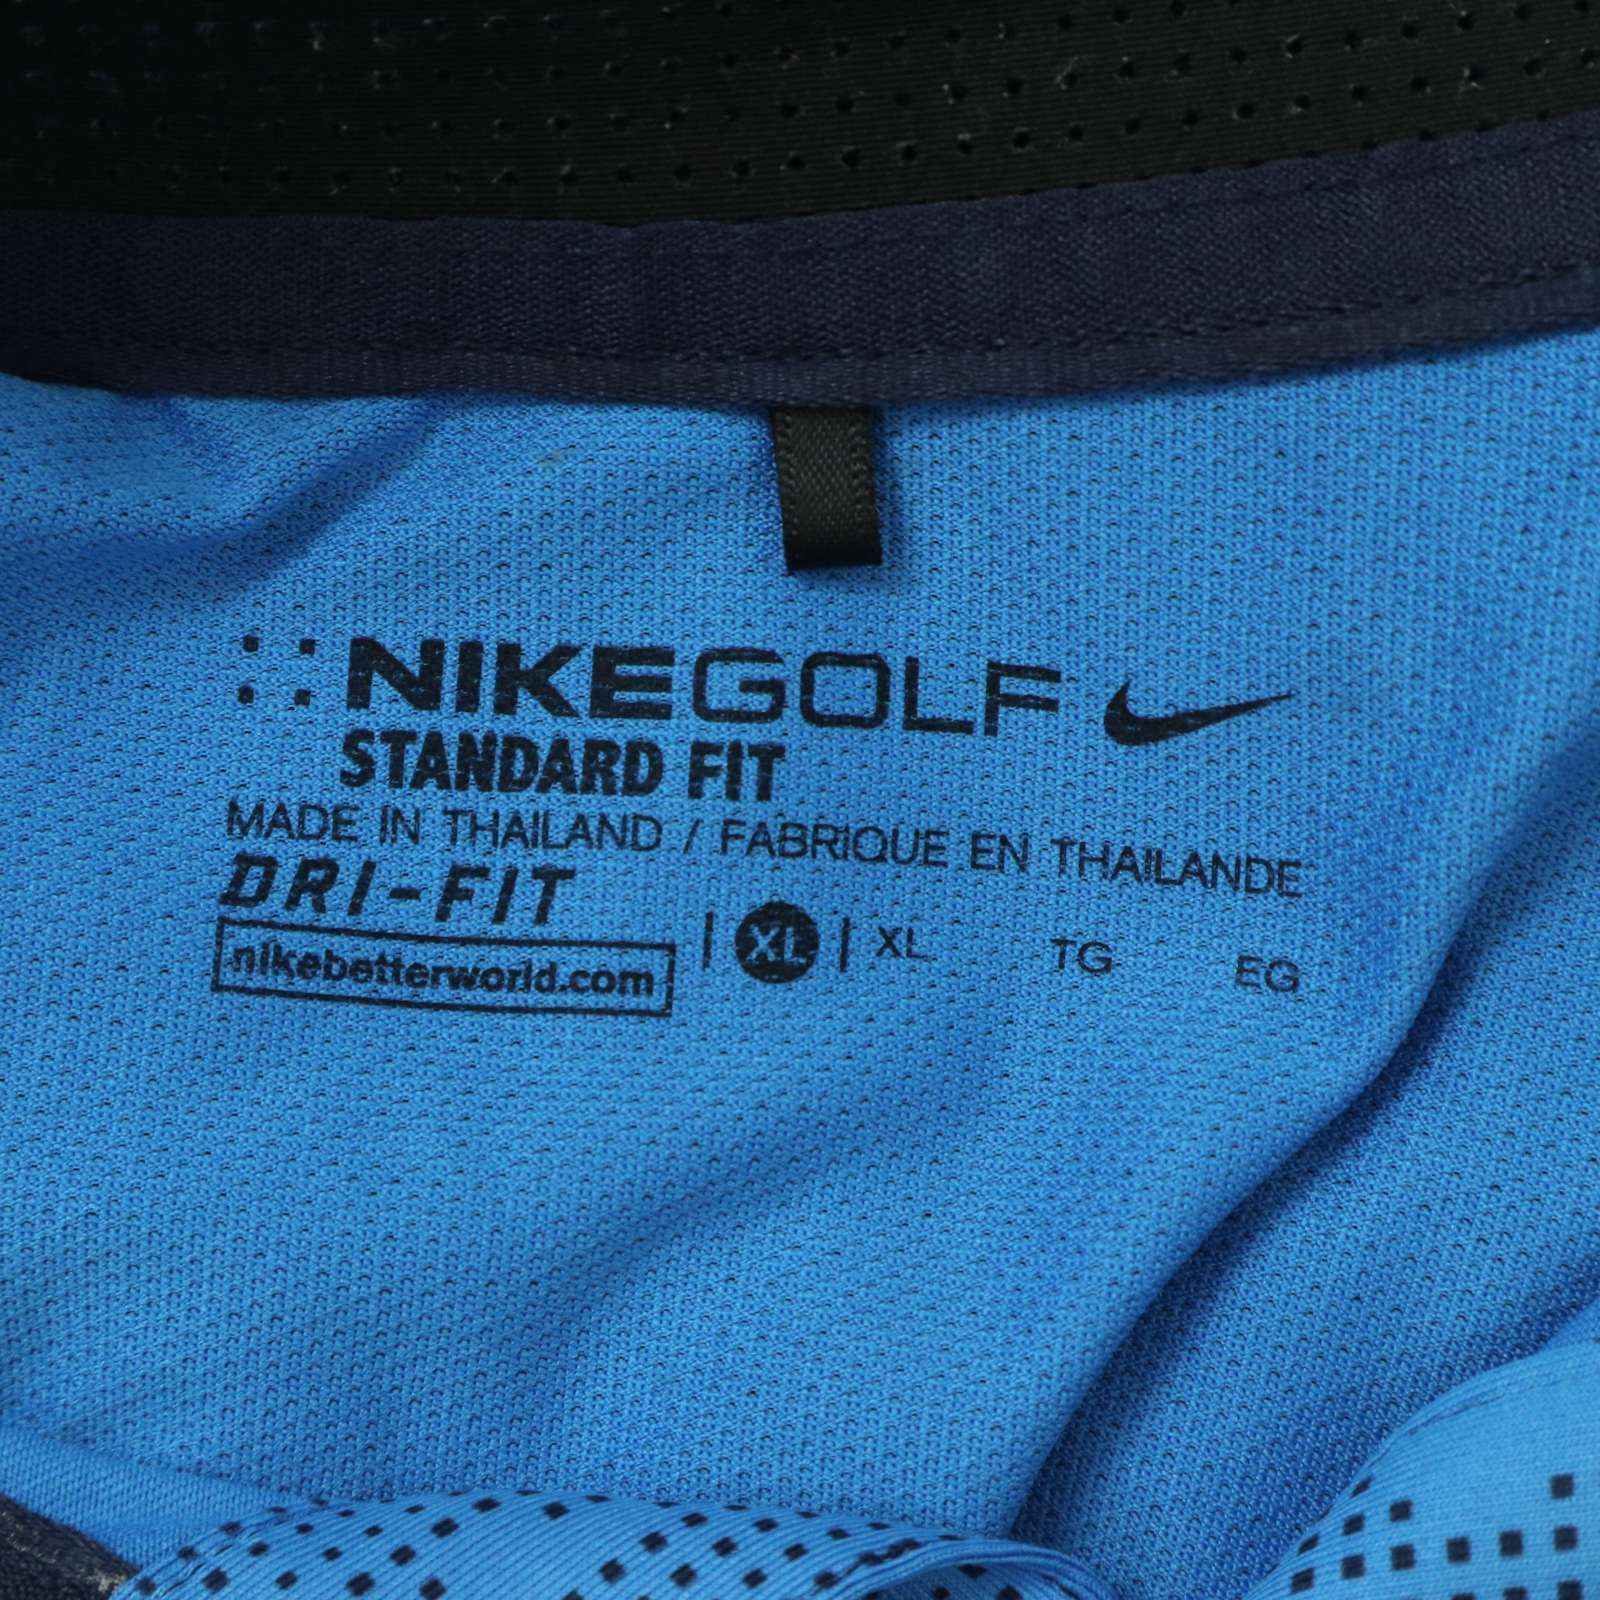 NIKEGOLF
STANDARD FIT
MADE IN THAILAND / FABRIQUE EN THAILANDE
DRI-FIT
nikebetterworld.com | XL | XL TG EG